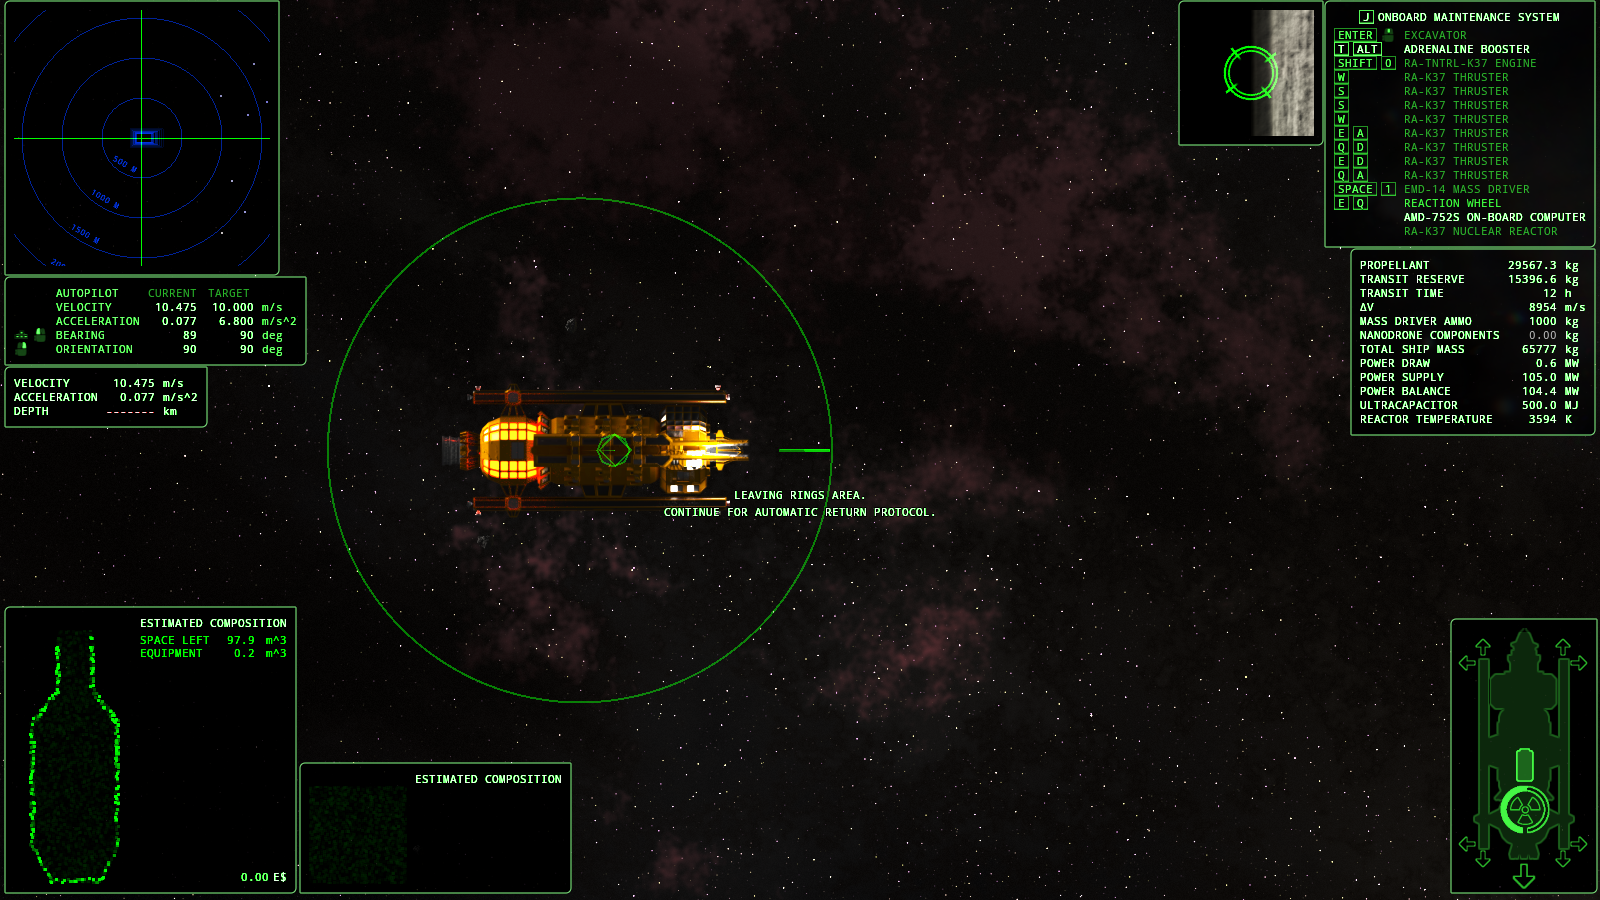 500 M
1000 M
1500 M
AUTOPILOT CURRENT TARGET
VELOCITY 10.475 10.000 m/s
ACCELERATION 0.077 6.800 m/s^2
BEARING 89 90 deg
ORIENTATION 90 90 deg
VELOCITY 10.475 m/s
ACCELERATION 0.077 m/s^2
DEPTH ------- km
J ONBOARD MAINTENANCE SYSTEM
ENTER EXCAVATOR
T ALT ADRENALINE BOOSTER
SHIFT 0 RA-TNTRL-K37 ENGINE
W RA-K37 THRUSTER
S RA-K37 THRUSTER
S RA-K37 THRUSTER
W RA-K37 THRUSTER
E A RA-K37 THRUSTER
Q D RA-K37 THRUSTER
E D RA-K37 THRUSTER
Q A RA-K37 THRUSTER
SPACE 1 EMD-14 MASS DRIVER
E Q REACTION WHEEL
AMD-752S ON-BOARD COMPUTER
RA-K37 NUCLEAR REACTOR
PROPELLANT 29567.3 kg
TRANSIT RESERVE 15396.6 kg
TRANSIT TIME 12 h
ΔV 8954 m/s
MASS DRIVER AMMO 1000 kg
NANODRONE COMPONENTS 0.00 kg
TOTAL SHIP MASS 65777 kg
POWER DRAW 0.6 MW
POWER SUPPLY 105.0 MW
POWER BALANCE 104.4 MW
ULTRACAPACITOR 500.0 MJ
REACTOR TEMPERATURE 3594 K
LEAVING RINGS AREA.
CONTINUE FOR AUTOMATIC RETURN PROTOCOL.
ESTIMATED COMPOSITION
SPACE LEFT 97.9 m^3
EQUIPMENT 0.2 m^3
0.00 E$
ESTIMATED COMPOSITION